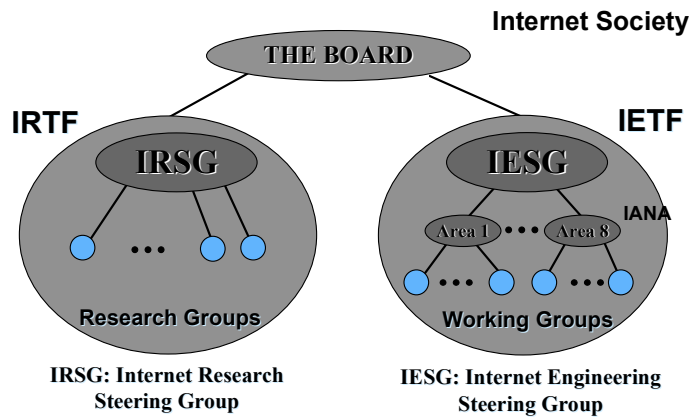 Internet Society
THE BOARD
IRTF
IETF
IRSG
IESG
IANA
Area 1
Area 8
Research Groups
Working Groups
IRSG: Internet Research
Steering Group
IESG: Internet Engineering
Steering Group